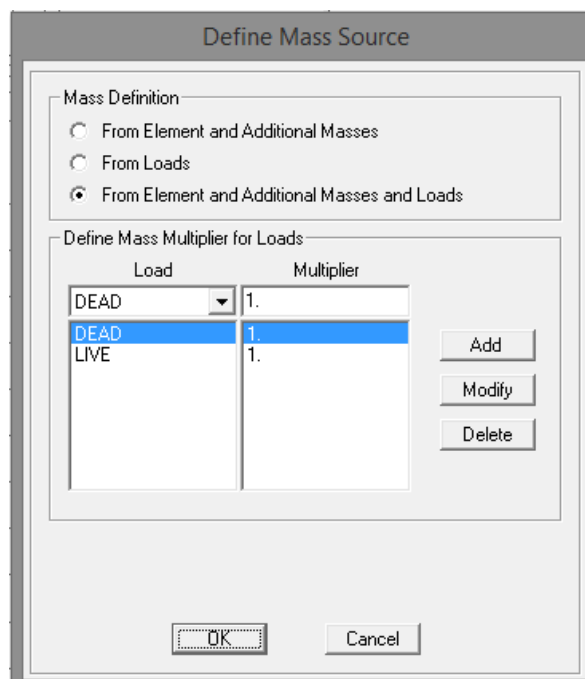 Define Mass Source
Mass Definition
From Element and Additional Masses
From Loads
From Element and Additional Masses and Loads
Define Mass Multiplier for Loads
Load Multiplier
DEAD 1.
DEAD 1.
LIVE 1.
Add
Modify
Delete
OK Cancel